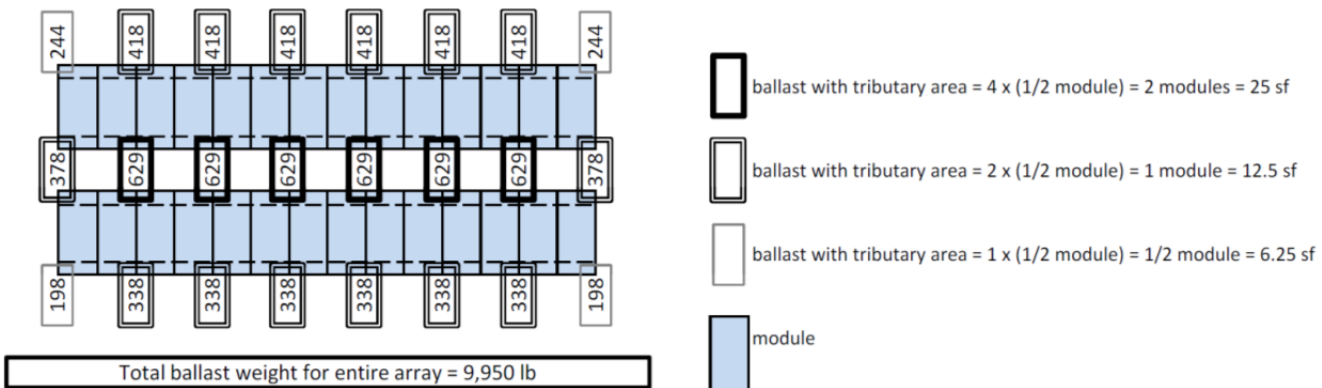 244 418 418 418 418 418 418 244
378 629 629 629 629 629 629 378
198 338 338 338 338 338 338 198
Total ballast weight for entire array = 9,950 lb
ballast with tributary area = 4 x (1/2 module) = 2 modules = 25 sf
ballast with tributary area = 2 x (1/2 module) = 1 module = 12.5 sf
ballast with tributary area = 1 x (1/2 module) = 1/2 module = 6.25 sf
module